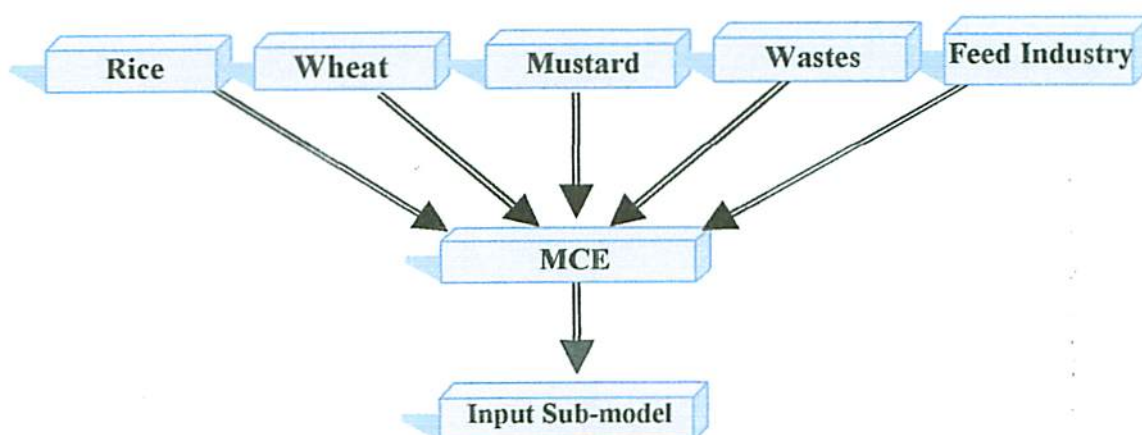 Rice
Wheat
Mustard
Wastes
Feed Industry
MCE
Input Sub-model